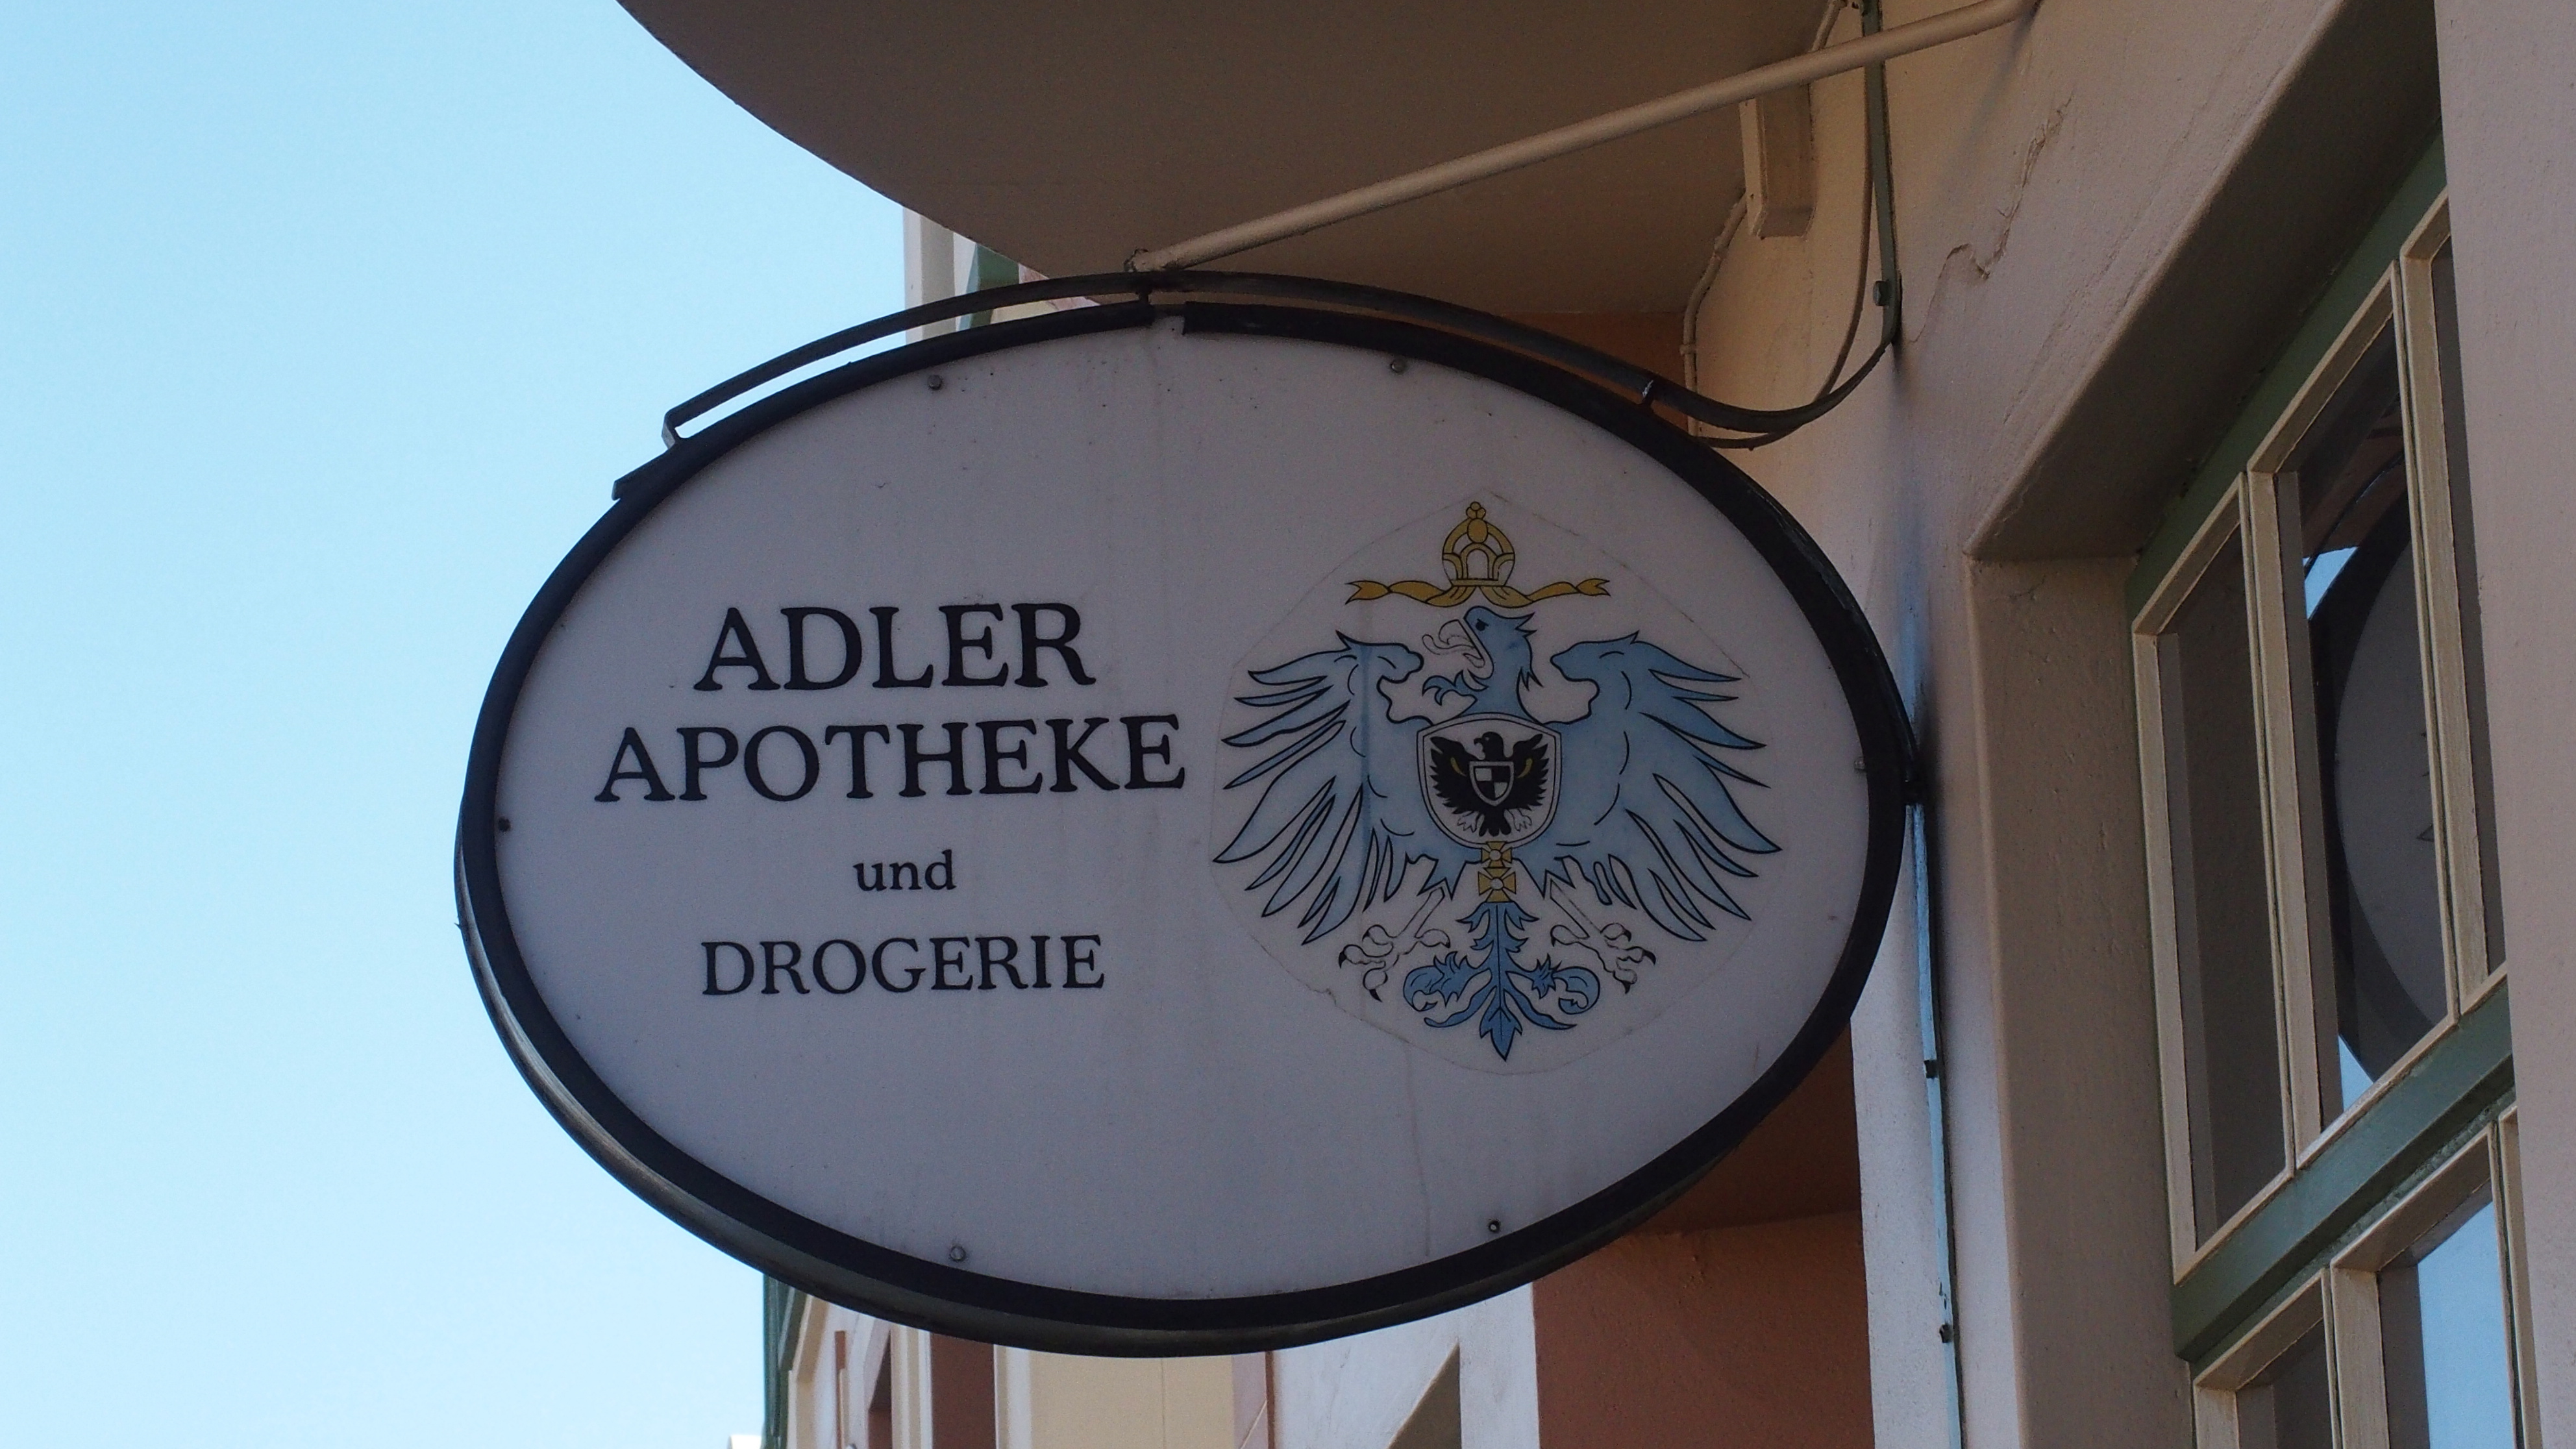 ADLER
APOTHEKE
und
DROGERIE